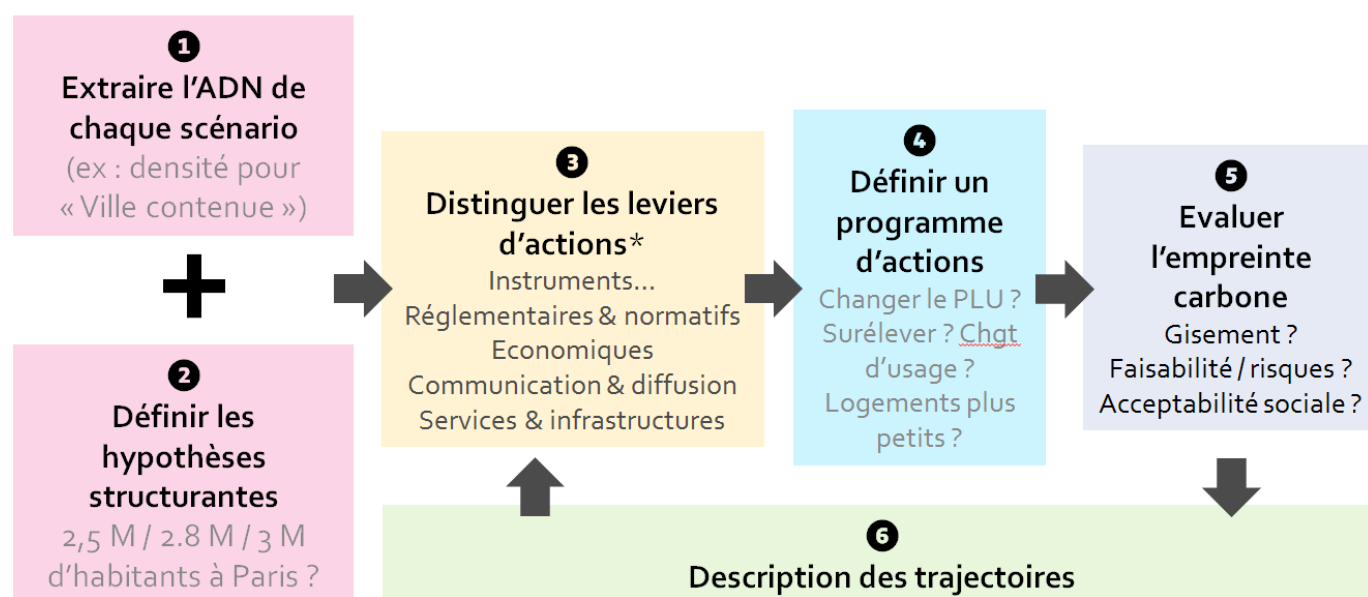 ❶
Extraire l’ADN de
chaque scénario
(ex : densité pour
« Ville contenue »)
+
❷
Définir les
hypothèses
structurantes
2,5 M / 2.8 M / 3 M
d’habitants à Paris ?
❸
Distinguer les leviers
d’actions*
Instruments…
Réglementaires & normatifs
Economiques
Communication & diffusion
Services & infrastructures
❹
Définir un
programme
d’actions
Changer le PLU ?
Surélever ? Chgt
d’usage ?
Logements plus
petits ?
❺
Evaluer
l’empreinte
carbone
Gisement ?
Faisabilité / risques ?
Acceptabilité sociale ?
❻
Description des trajectoires